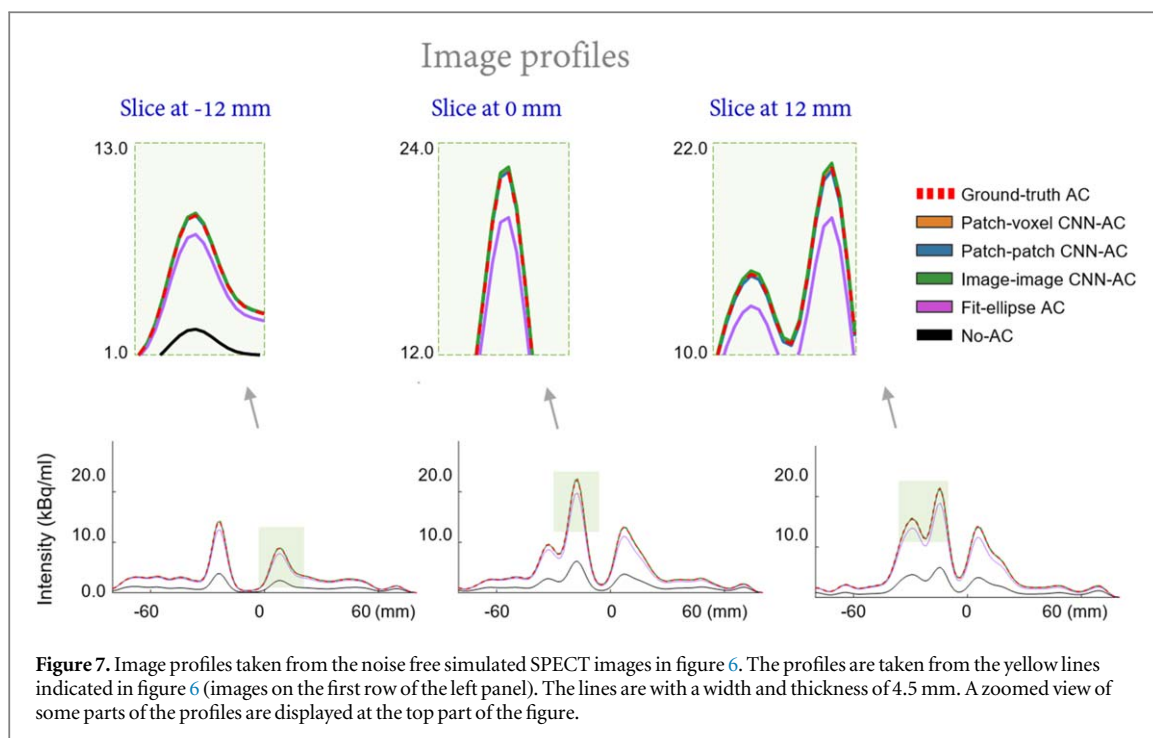 Image profiles
Slice at -12 mm
Slice at 0 mm
Slice at 12 mm
13.0
1.0
24.0
12.0
22.0
10.0
Ground-truth AC
Patch-voxel CNN-AC
Patch-patch CNN-AC
Image-image CNN-AC
Fit-ellipse AC
No-AC
Intensity (kBq/ml)
20.0
10.0
0.0
-60
0
60 (mm)
20.0
10.0
-60
0
60 (mm)
20.0
10.0
-60
0
60 (mm)
Figure 7. Image profiles taken from the noise free simulated SPECT images in figure 6. The profiles are taken from the yellow lines
indicated in figure 6 (images on the first row of the left panel). The lines are with a width and thickness of 4.5 mm. A zoomed view of
some parts of the profiles are displayed at the top part of the figure.